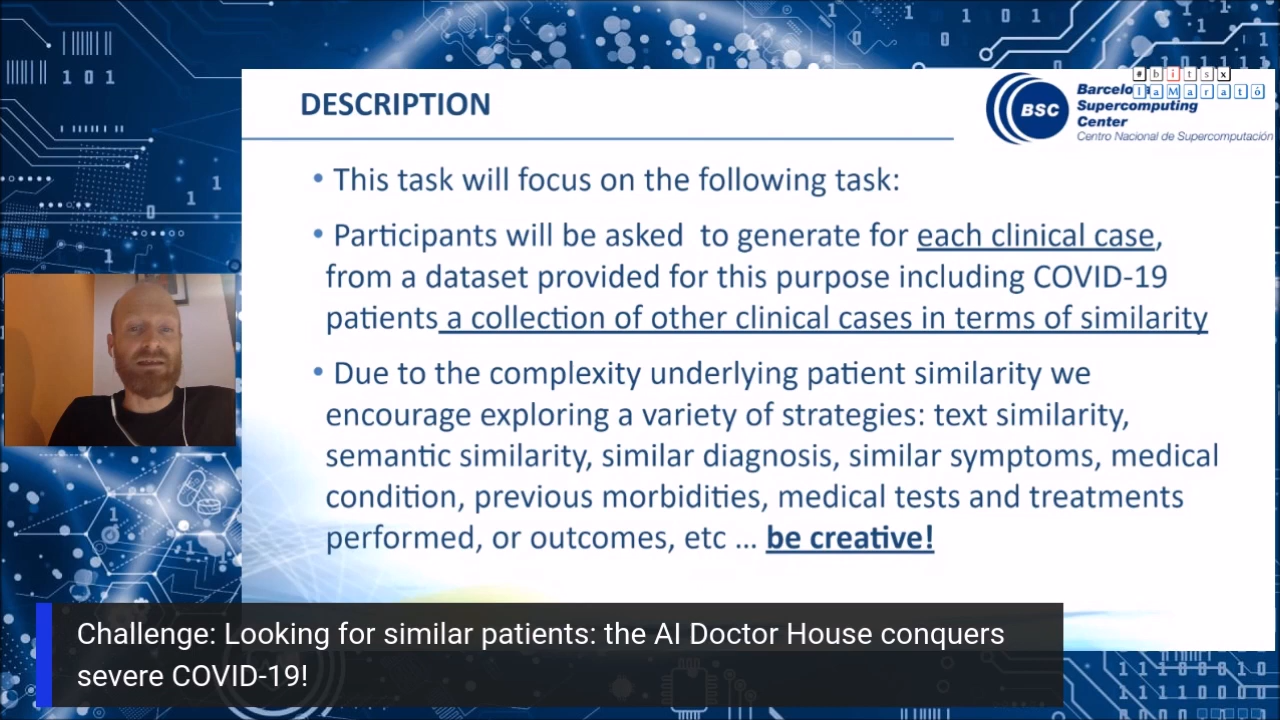 DESCRIPTION
BSC
Barcelo
Supercomputing
Center
Centro Nacional de Supercomputación
#bitsx
laMarató
• This task will focus on the following task:
• Participants will be asked  to generate for each clinical case,
from a dataset provided for this purpose including COVID-19
patients a collection of other clinical cases in terms of similarity
• Due to the complexity underlying patient similarity we
encourage exploring a variety of strategies: text similarity,
semantic similarity, similar diagnosis, similar symptoms, medical
condition, previous morbidities, medical tests and treatments
performed, or outcomes, etc ... be creative!
Challenge: Looking for similar patients: the AI Doctor House conquers
severe COVID-19!